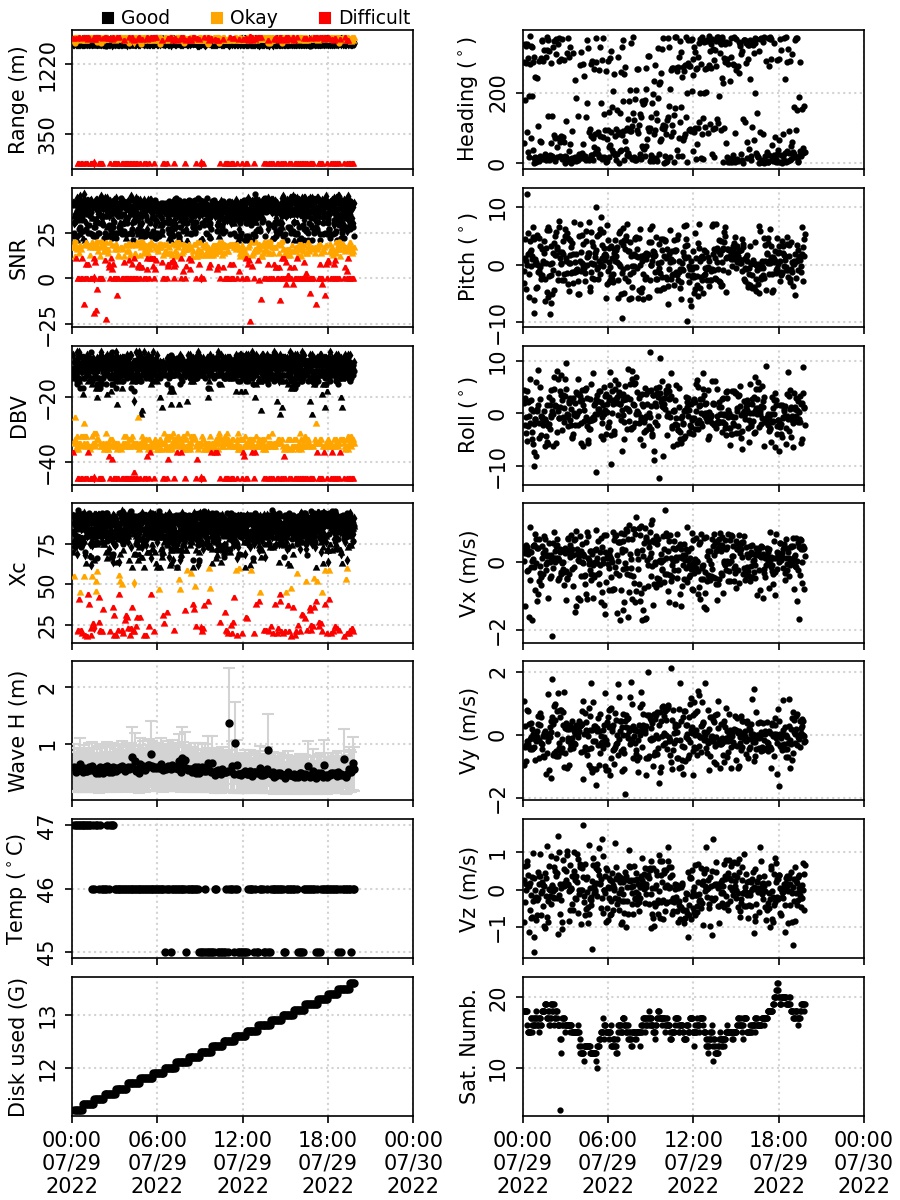 Good Okay Difficult
Range (m)
1220
350
Heading (°)
200
0
SNR
25
0
−25
Pitch (°)
10
0
−10
DBV
−20
−40
Roll (°)
10
0
−10
Xc
75
50
25
Vx (m/s)
0
−2
Wave H (m)
2
1
Vy (m/s)
2
0
−2
Temp (°C)
47
46
45
Vz (m/s)
1
0
−1
Disk used (G)
13
12
Sat. Numb.
20
10
00:00 06:00 12:00 18:00 00:00
07/29 07/29 07/29 07/29 07/30
2022 2022 2022 2022 2022
00:00 06:00 12:00 18:00 00:00
07/29 07/29 07/29 07/29 07/30
2022 2022 2022 2022 2022